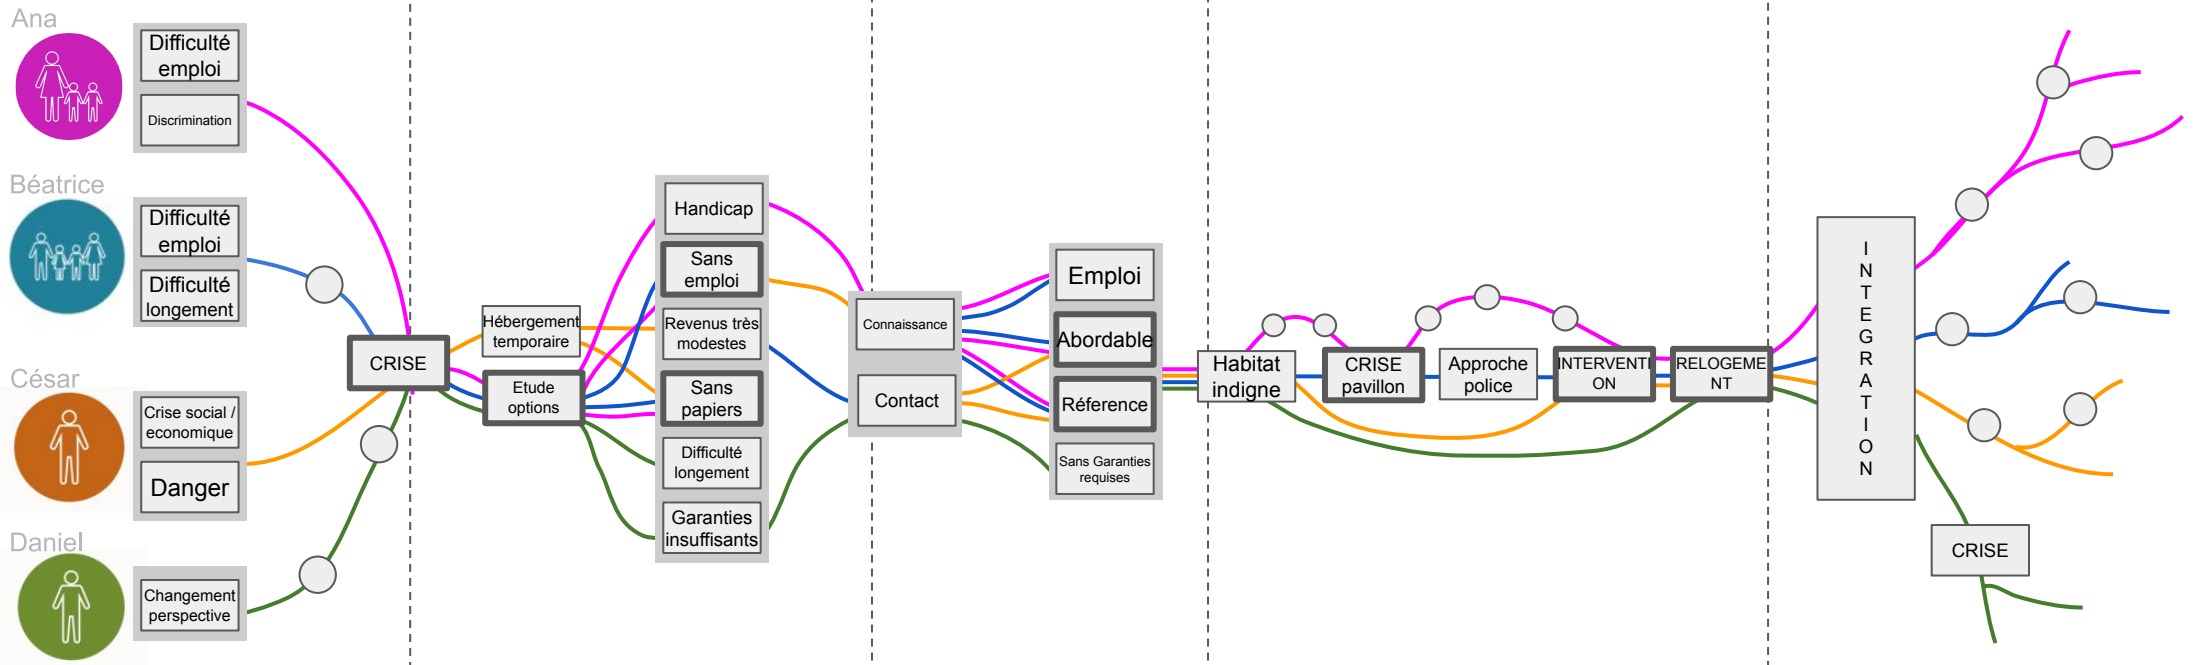 Ana
Difficulté
emploi
Discrimination
Béatrice
Difficulté
emploi
Difficulté
longement
César
Crise social /
economique
Danger
Daniel
Changement
perspective
CRISE
Hébergement
temporaire
Etude
options
Handicap
Sans
emploi
Revenus très
modestes
Sans
papiers
Difficulté
longement
Garanties
insuffisants
Connaissance
Contact
Emploi
Abordable
Réference
Sans Garanties
requises
Habitat
indigne
CRISE
pavillon
Approche
police
INTERVENTI
ON
RELOGEME
NT
I
N
T
E
G
R
A
T
I
O
N
CRISE